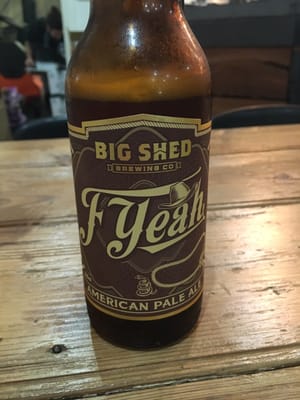 BIG SHED
BREWING CO
F Yeah
AMERICAN PALE ALE